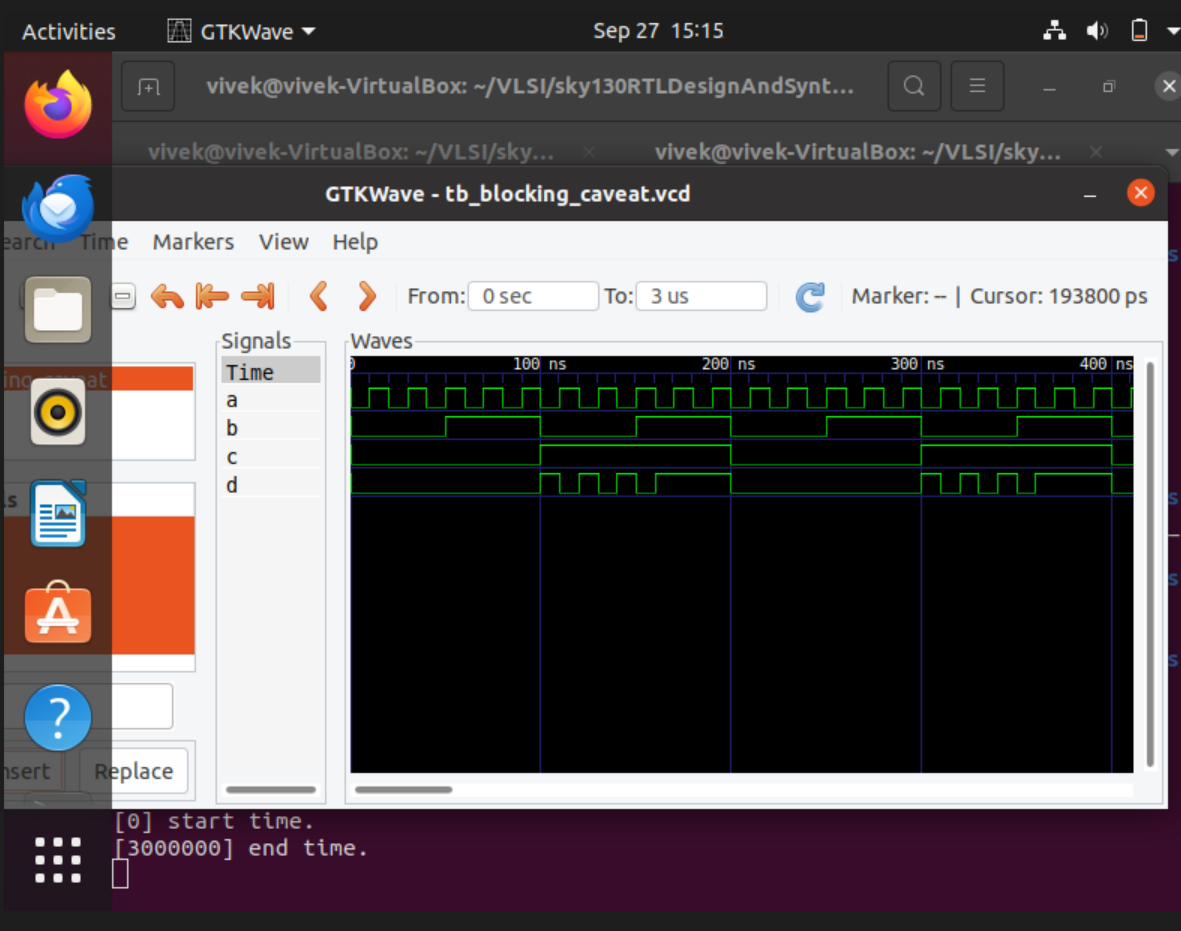 Activities GTKWave Sep 27 15:15
vivek@vivek-VirtualBox: ~/VLSI/sky130RTLDesignAndSynt...
vivek@vivek-VirtualBox: ~/VLSI/sky... vivek@vivek-VirtualBox: ~/VLSI/sky...
GTKWave - tb_blocking_caveat.vcd
earch Time Markers View Help
From: 0 sec To: 3 us Marker: -- | Cursor: 193800 ps
Signals Waves
Time 0 100 ns 200 ns 300 ns 400 ns
ing_caveat
a
b
c
d
ls
nsert Replace
[0] start time.
[3000000] end time.